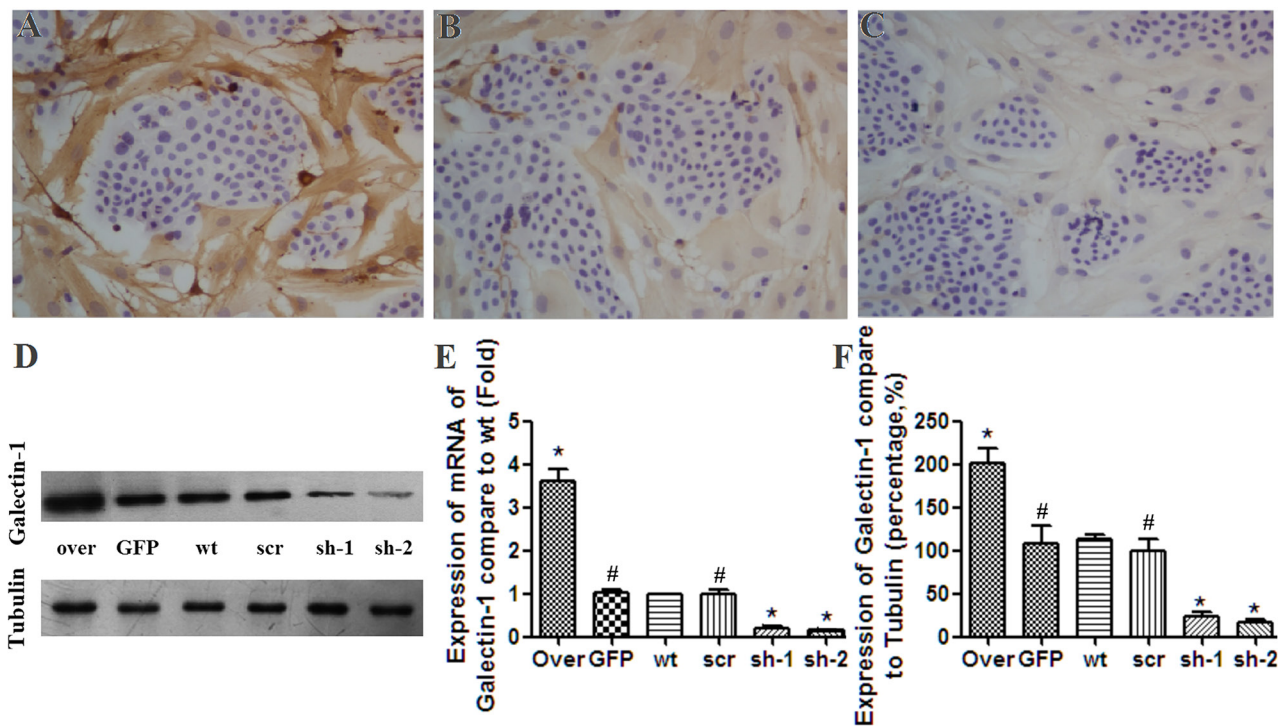 A
B
C
D
Galectin-1
over GFP wt scr sh-1 sh-2
Tubulin
E
Expression of mRNA of
Galectin-1 compare to wt (Fold)
5
4
3
2
1
0
*
#
#
*
*
Over GFP wt scr sh-1 sh-2
F
Expression of Galectin-1 compare
to Tubulin (percentage,%)
250
200
150
100
50
0
*
#
#
*
*
Over GFP wt scr sh-1 sh-2